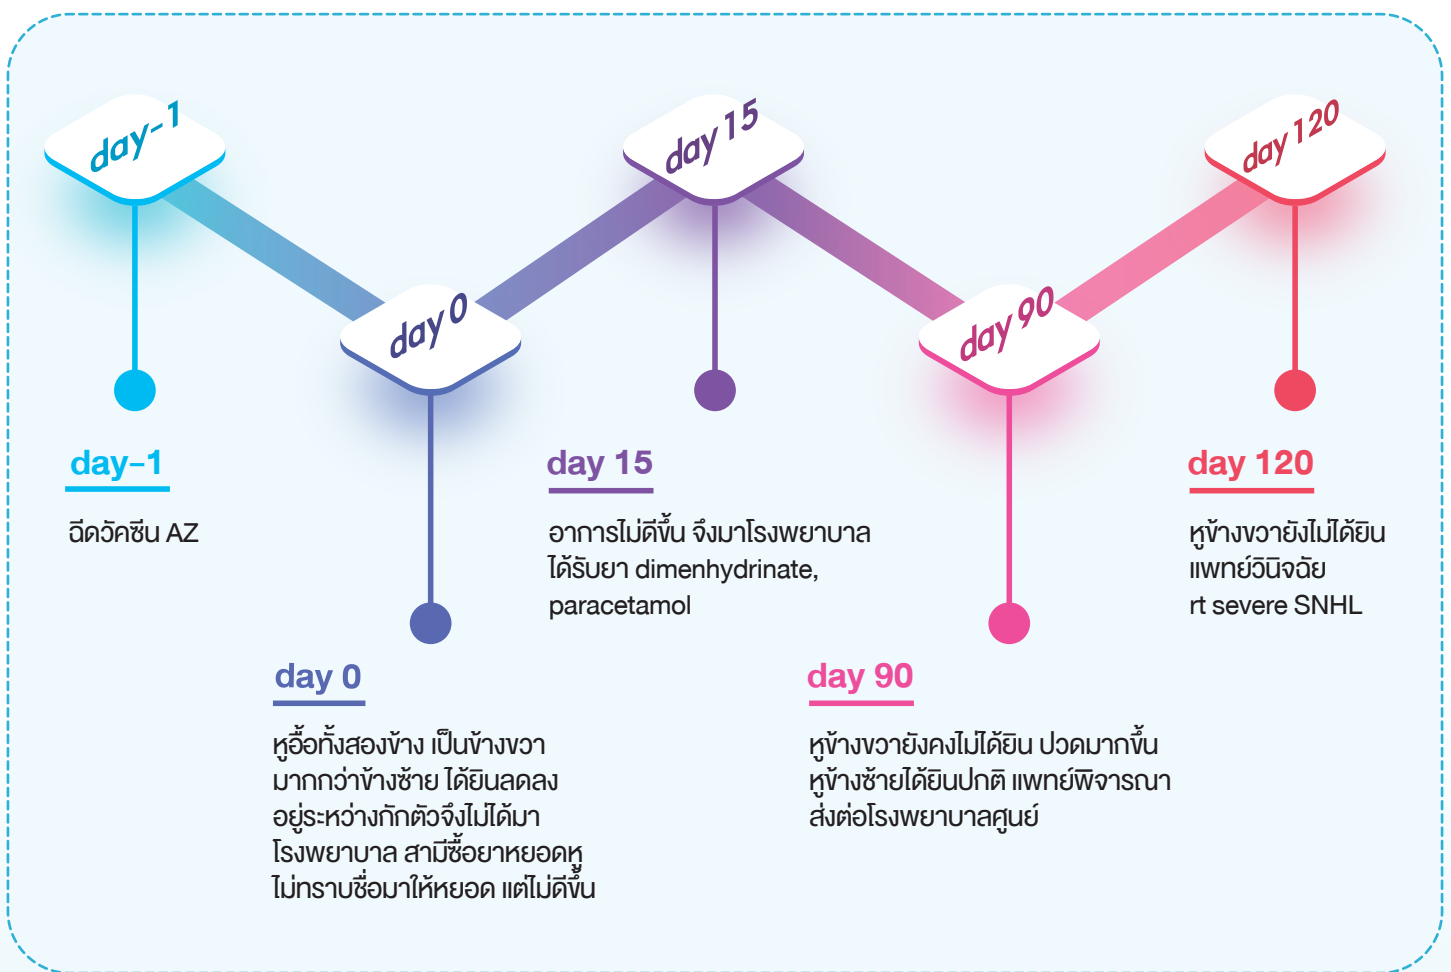 day-1
day 15
day 120
day 0
day 90
day-1
ฉีดวัคซีน AZ
day 0
หูอื้อทั้งสองข้าง เป็นข้างขวา
มากกว่าข้างซ้าย ได้ยินลดลง
อยู่ระหว่างกักตัวจึงไม่ได้มา
โรงพยาบาล สามีซื้อยาหยอดหู
ไม่ทราบชื่อมาให้หยอด แต่ไม่ดีขึ้น
day 15
อาการไม่ดีขึ้น จึงมาโรงพยาบาล
ได้รับยา dimenhydrinate,
paracetamol
day 90
หูข้างขวายังคงไม่ได้ยิน ปวดมากขึ้น
หูข้างซ้ายได้ยินปกติ แพทย์พิจารณา
ส่งต่อโรงพยาบาลศูนย์
day 120
หูข้างขวายังไม่ได้ยิน
แพทย์วินิจฉัย
rt severe SNHL